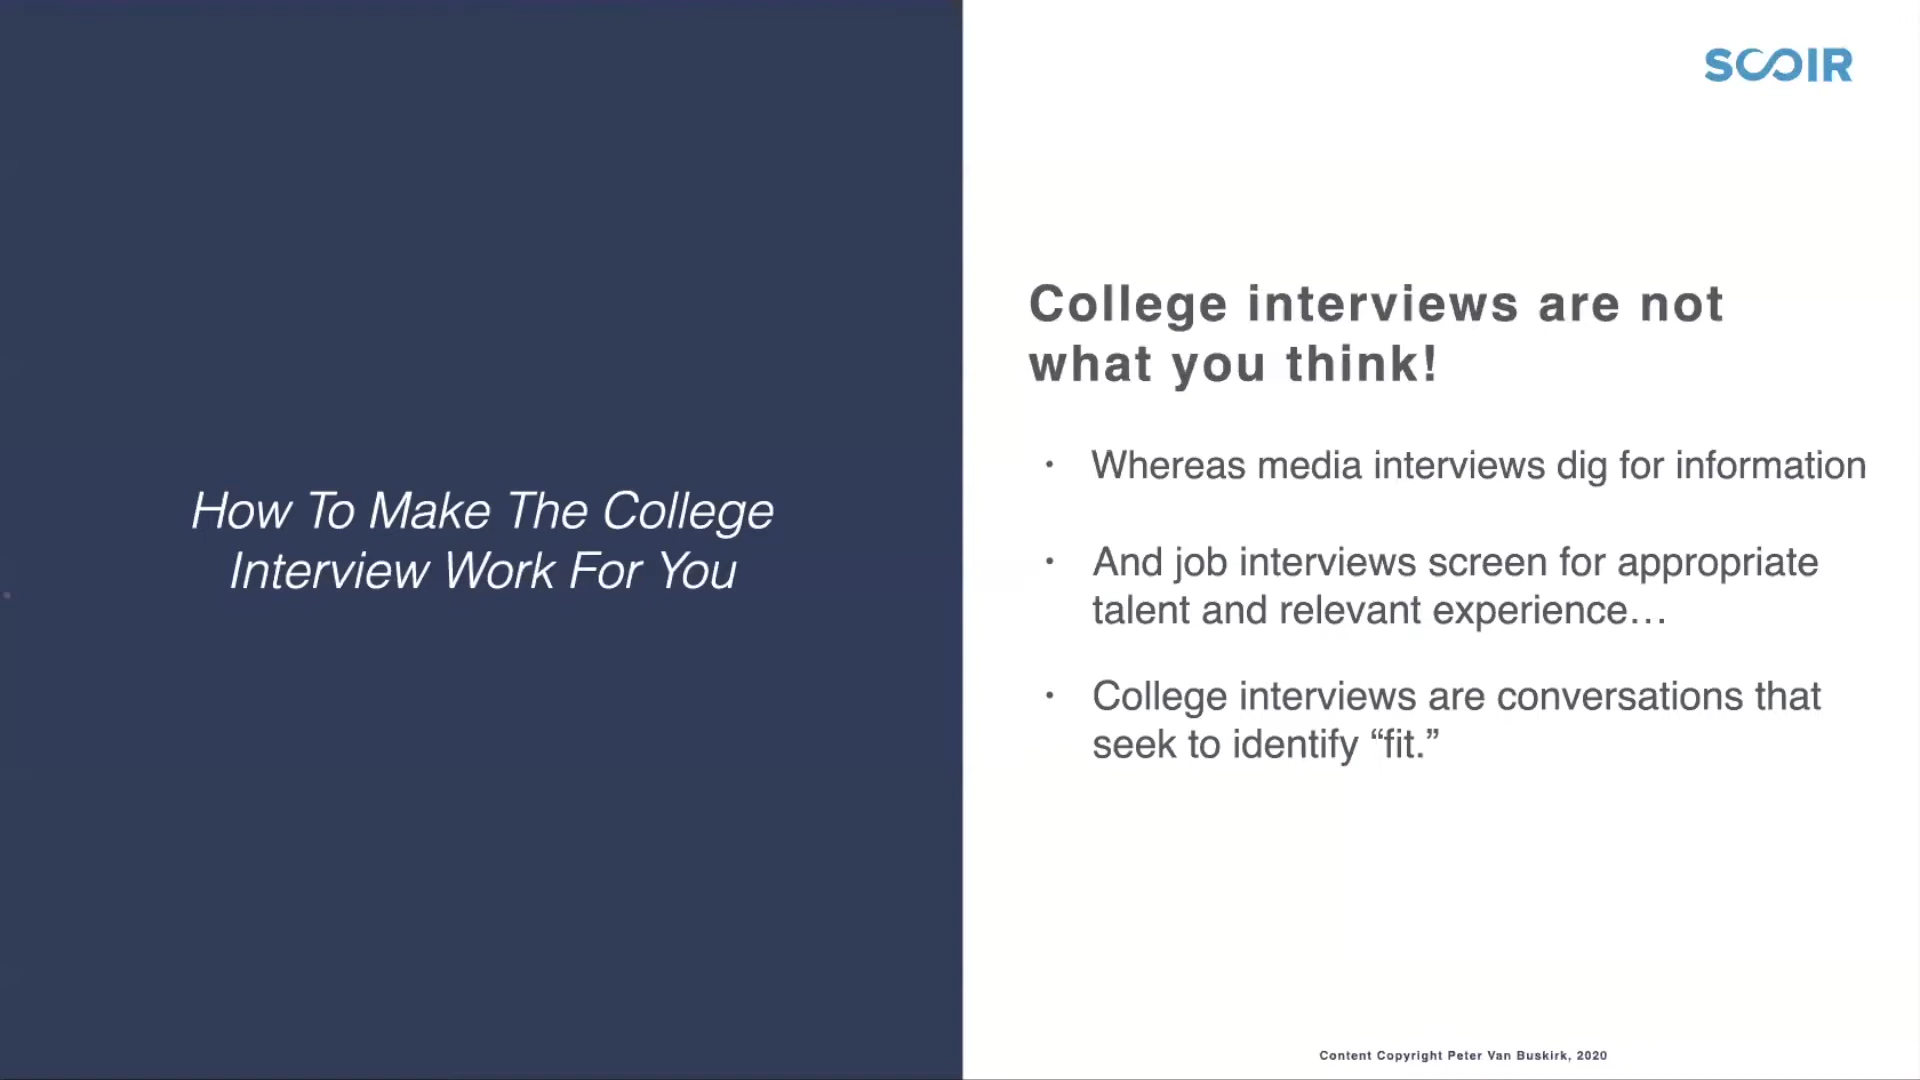 SCOIR
How To Make The College
Interview Work For You
College interviews are not
what you think!
· Whereas media interviews dig for information
· And job interviews screen for appropriate
talent and relevant experience…
· College interviews are conversations that
seek to identify “fit.”
Content Copyright Peter Van Buskirk, 2020